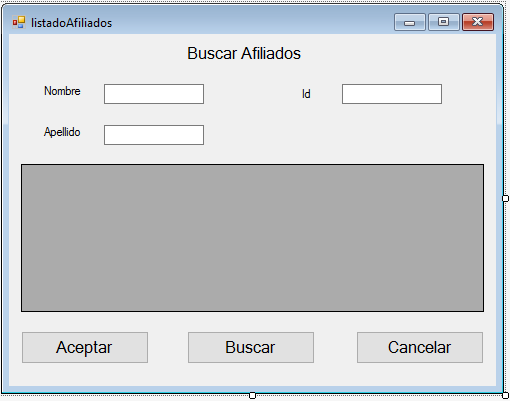 listadoAfiliados
Buscar Afiliados
Nombre Id
Apellido
Aceptar Buscar Cancelar